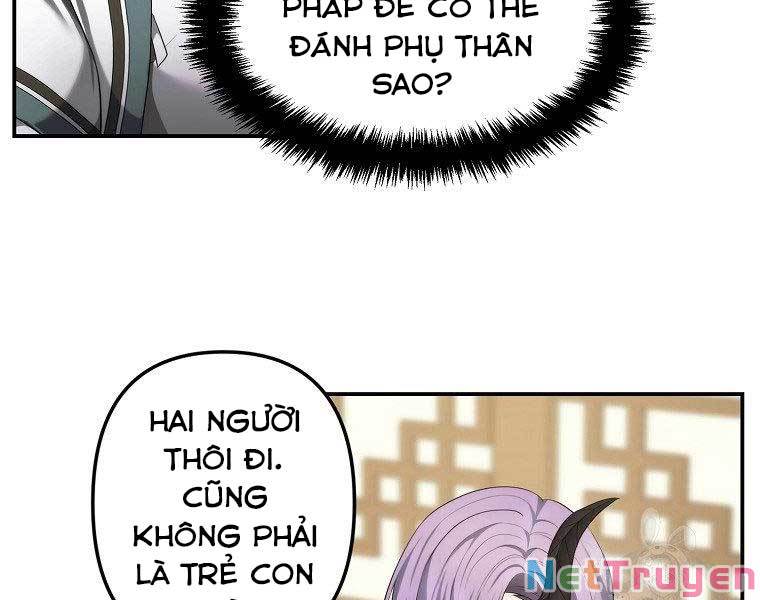 PHÁP ĐỂ CÓ THỂ
ĐÁNH PHỤ THÂN
SAO?
HAI NGƯỜI
THÔI ĐI.
CŨNG
KHÔNG PHẢI
LÀ TRẺ CON
NetTruyen